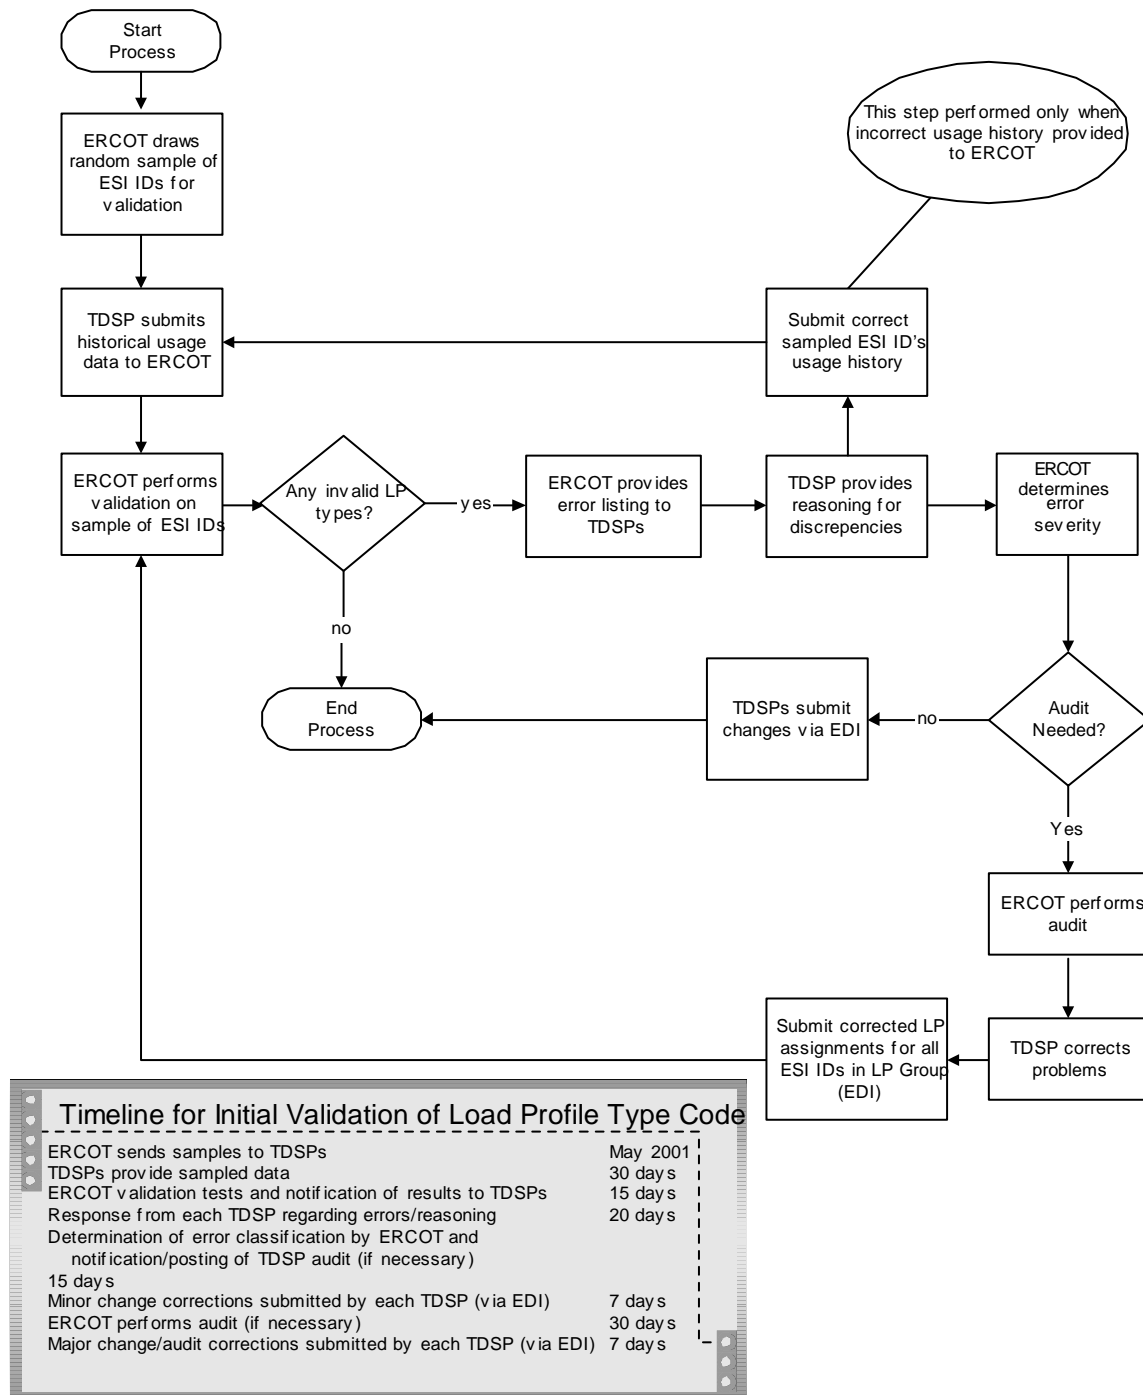 Start
Process
This step performed only when
incorrect usage history provided
to ERCOT
ERCOT draws
random sample of
ESI IDs for
validation
TDSP submits
historical usage
data to ERCOT
Submit correct
sampled ESI ID's
usage history
ERCOT performs
validation on
sample of ESI IDs
Any invalid LP
types?
yes
ERCOT provides
error listing to
TDSPs
TDSP provides
reasoning for
discrepencies
ERCOT
determines
error
severity
no
End
Process
TDSPs submit
changes via EDI
no
Audit
Needed?
Yes
ERCOT performs
audit
TDSP corrects
problems
Submit corrected LP
assignments for all
ESI IDs in LP Group
(EDI)
Timeline for Initial Validation of Load Profile Type Code
ERCOT sends samples to TDSPs May 2001
TDSPs provide sampled data 30 days
ERCOT validation tests and notification of results to TDSPs 15 days
Response from each TDSP regarding errors/reasoning 20 days
Determination of error classification by ERCOT and
notification/posting of TDSP audit (if necessary)
15 days
Minor change corrections submitted by each TDSP (via EDI) 7 days
ERCOT performs audit (if necessary) 30 days
Major change/audit corrections submitted by each TDSP (via EDI) 7 days